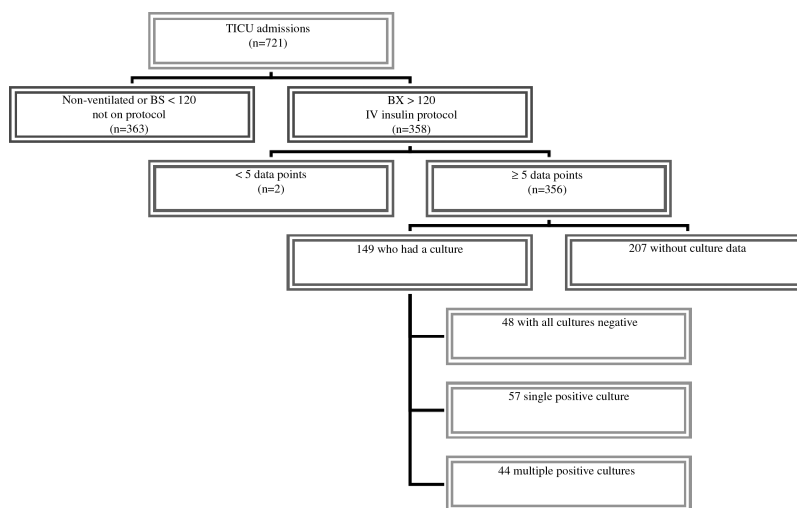 TICU admissions
(n=721)
Non-ventilated or BS < 120
not on protocol
(n=363)
BX > 120
IV insulin protocol
(n=358)
< 5 data points
(n=2)
≥ 5 data points
(n=356)
149 who had a culture
207 without culture data
48 with all cultures negative
57 single positive culture
44 multiple positive cultures